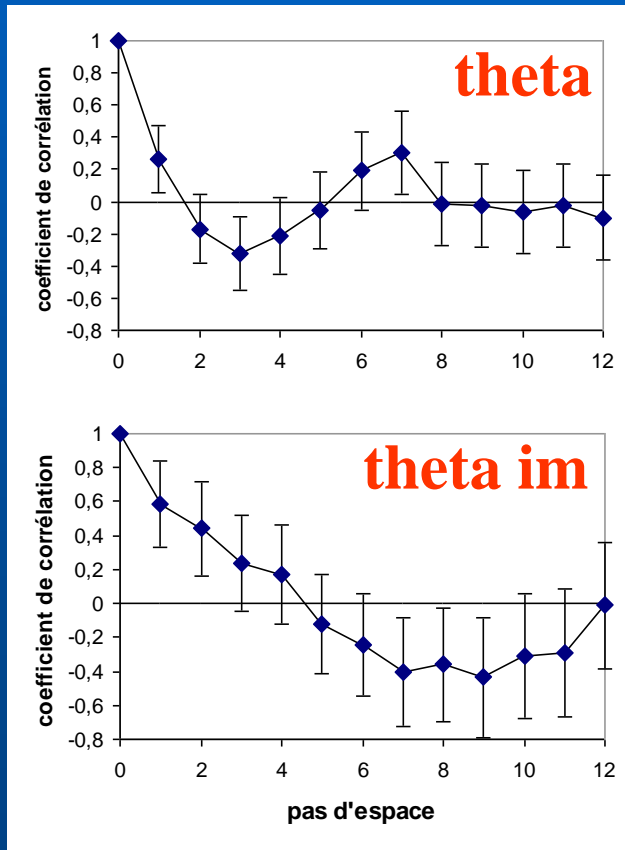 theta
coefficient de corrélation
1
0,8
0,6
0,4
0,2
0
-0,2
-0,4
-0,6
-0,8
0 2 4 6 8 10 12
theta im
coefficient de corrélation
1
0,8
0,6
0,4
0,2
0
-0,2
-0,4
-0,6
-0,8
0 2 4 6 8 10 12
pas d'espace